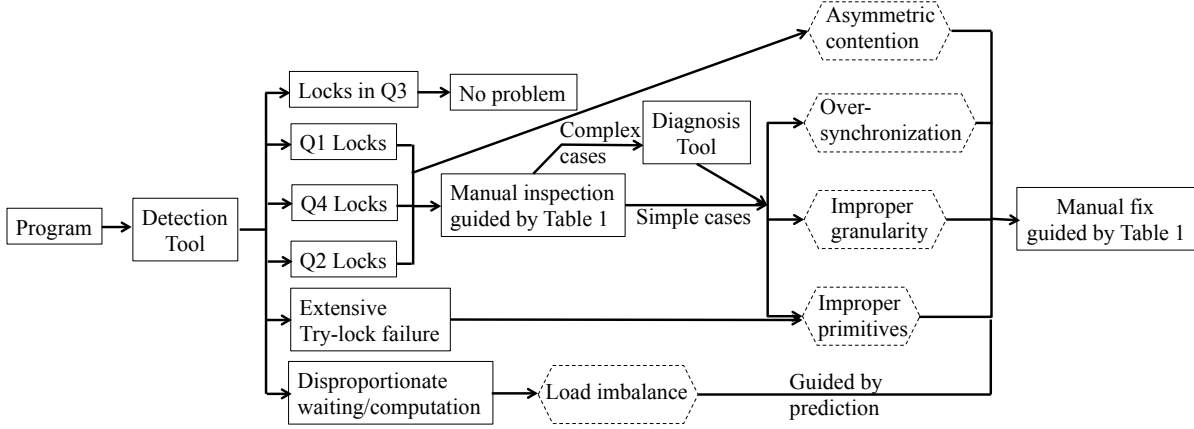 Program
Detection
Tool
Locks in Q3
No problem
Q1 Locks
Q4 Locks
Q2 Locks
Extensive
Try-lock failure
Disproportionate
waiting/computation
Manual inspection
guided by Table 1
Complex
cases
Diagnosis
Tool
Simple cases
Load imbalance
Asymmetric
contention
Over-
synchronization
Improper
granularity
Improper
primitives
Guided by
prediction
Manual fix
guided by Table 1